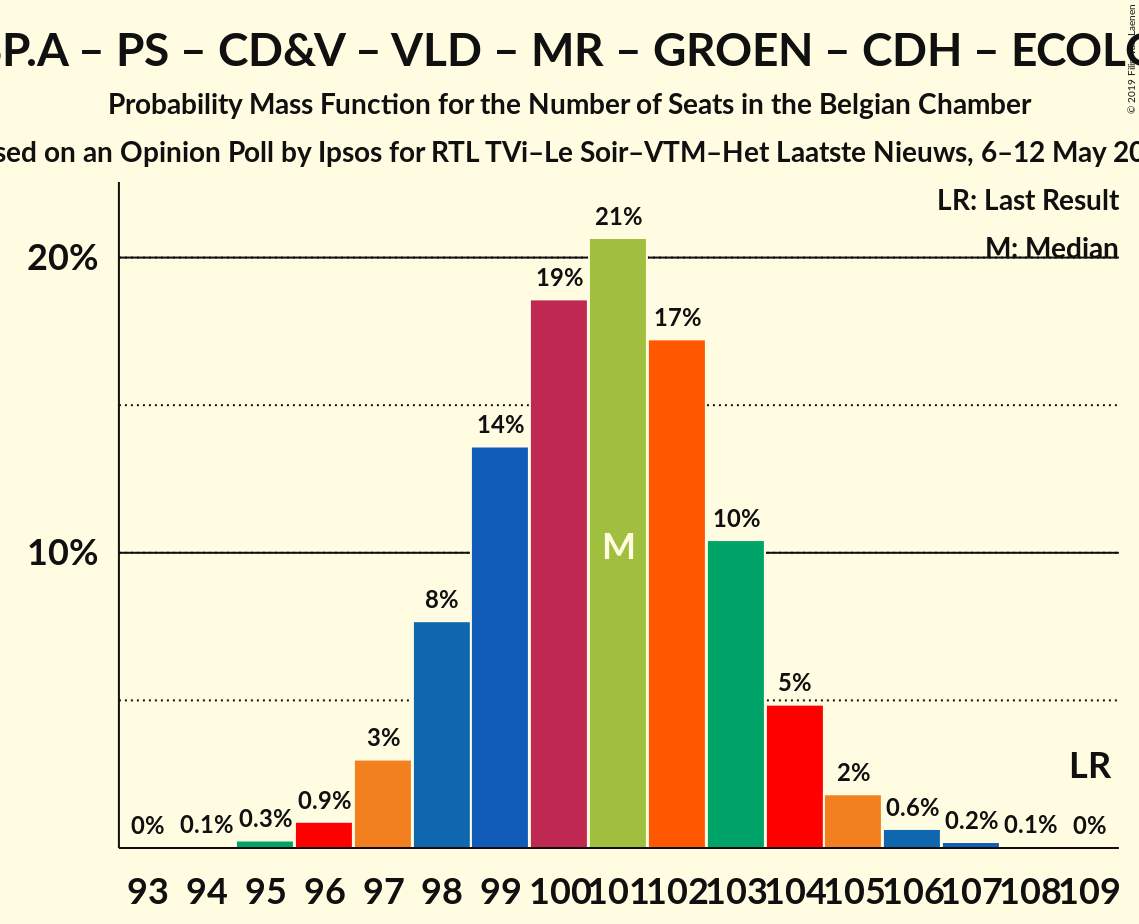 P.A – PS – CD&V – VLD – MR – GROEN – CDH – ECOLO
Probability Mass Function for the Number of Seats in the Belgian Chamber
sed on an Opinion Poll by Ipsos for RTL TVi–Le Soir–VTM–Het Laatste Nieuws, 6–12 May 20
© 2019
LR: Last Result
M: Median
20%
10%
0% 0.1% 0.3% 0.9% 3% 8% 14% 19% 21% 17% 10% 5% 2% 0.6% 0.2% 0.1% 0%
M
LR
93 94 95 96 97 98 99 100 101 102 103 104 105 106 107 108 109